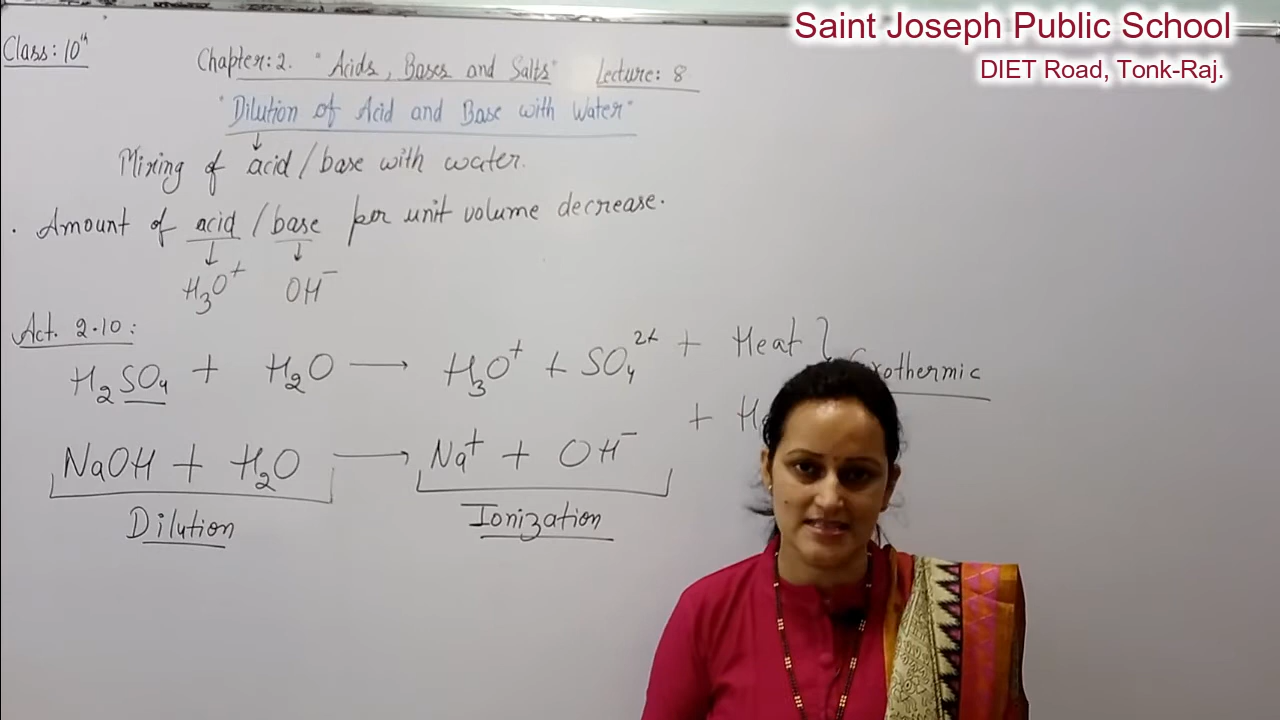 Saint Joseph Public School
DIET Road, Tonk-Raj.
Class: 10th
Chapter: 2. "Acids, Bases and Salts" Lecture: 8
"Dilution of Acid and Base with Water"
↓
Mixing of acid / base with water.
. Amount of acid / base per unit volume decrease.
↓ ↓
H₃O⁺ OH⁻
Act. 2.10:
H₂SO₄ + H₂O → H₃O⁺ + SO₄²⁺ + Heat } Exothermic
NaOH + H₂O → Na⁺ + OH⁻ +
Dilution Ionization